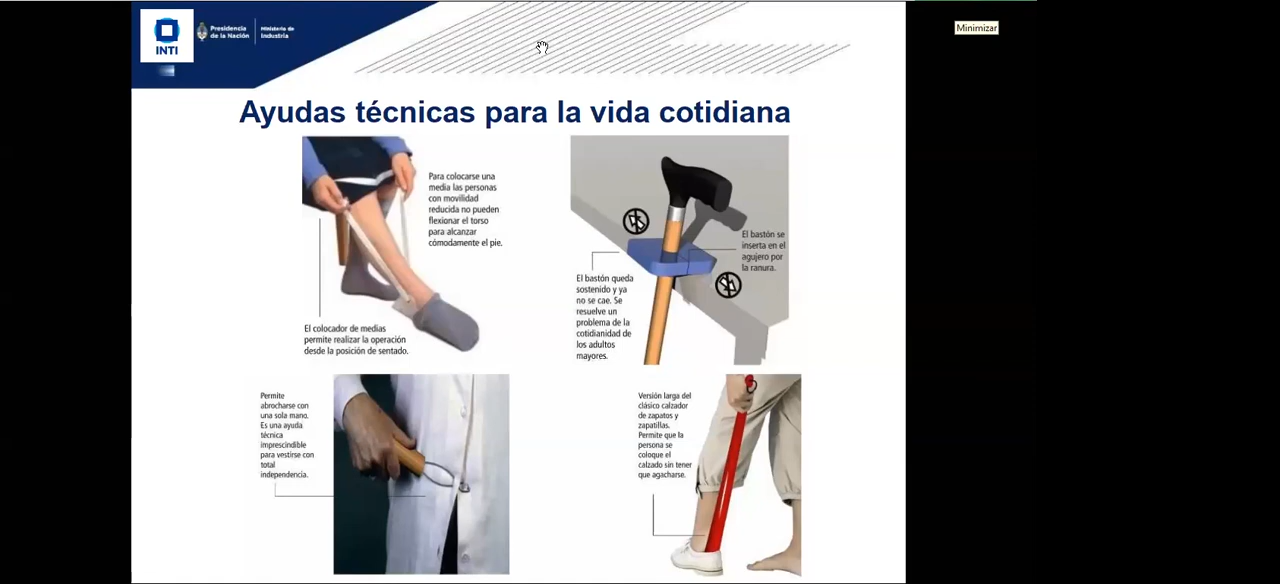 INTI
Presidencia
de la Nación
Ministerio de
Industria
Minimizar
Ayudas técnicas para la vida cotidiana
Para colocarse una
media las personas
con movilidad
reducida no pueden
flexionar el torso
para alcanzar
cómodamente el pie.
El colocador de medias
permite realizar la operación
desde la posición de sentado.
El bastón se
inserta en el
agujero por
la ranura.
El bastón queda
sostenido y ya
no se cae. Se
resuelve un
problema de la
cotidianidad de
los adultos
mayores.
Permite
abrocharse con
una sola mano.
Es una ayuda
técnica
imprescindible
para vestirse con
total
independencia.
Versión larga del
clásico calzador
de zapatos y
zapatillas.
Permite que la
persona se
coloque el
calzado sin tener
que agacharse.